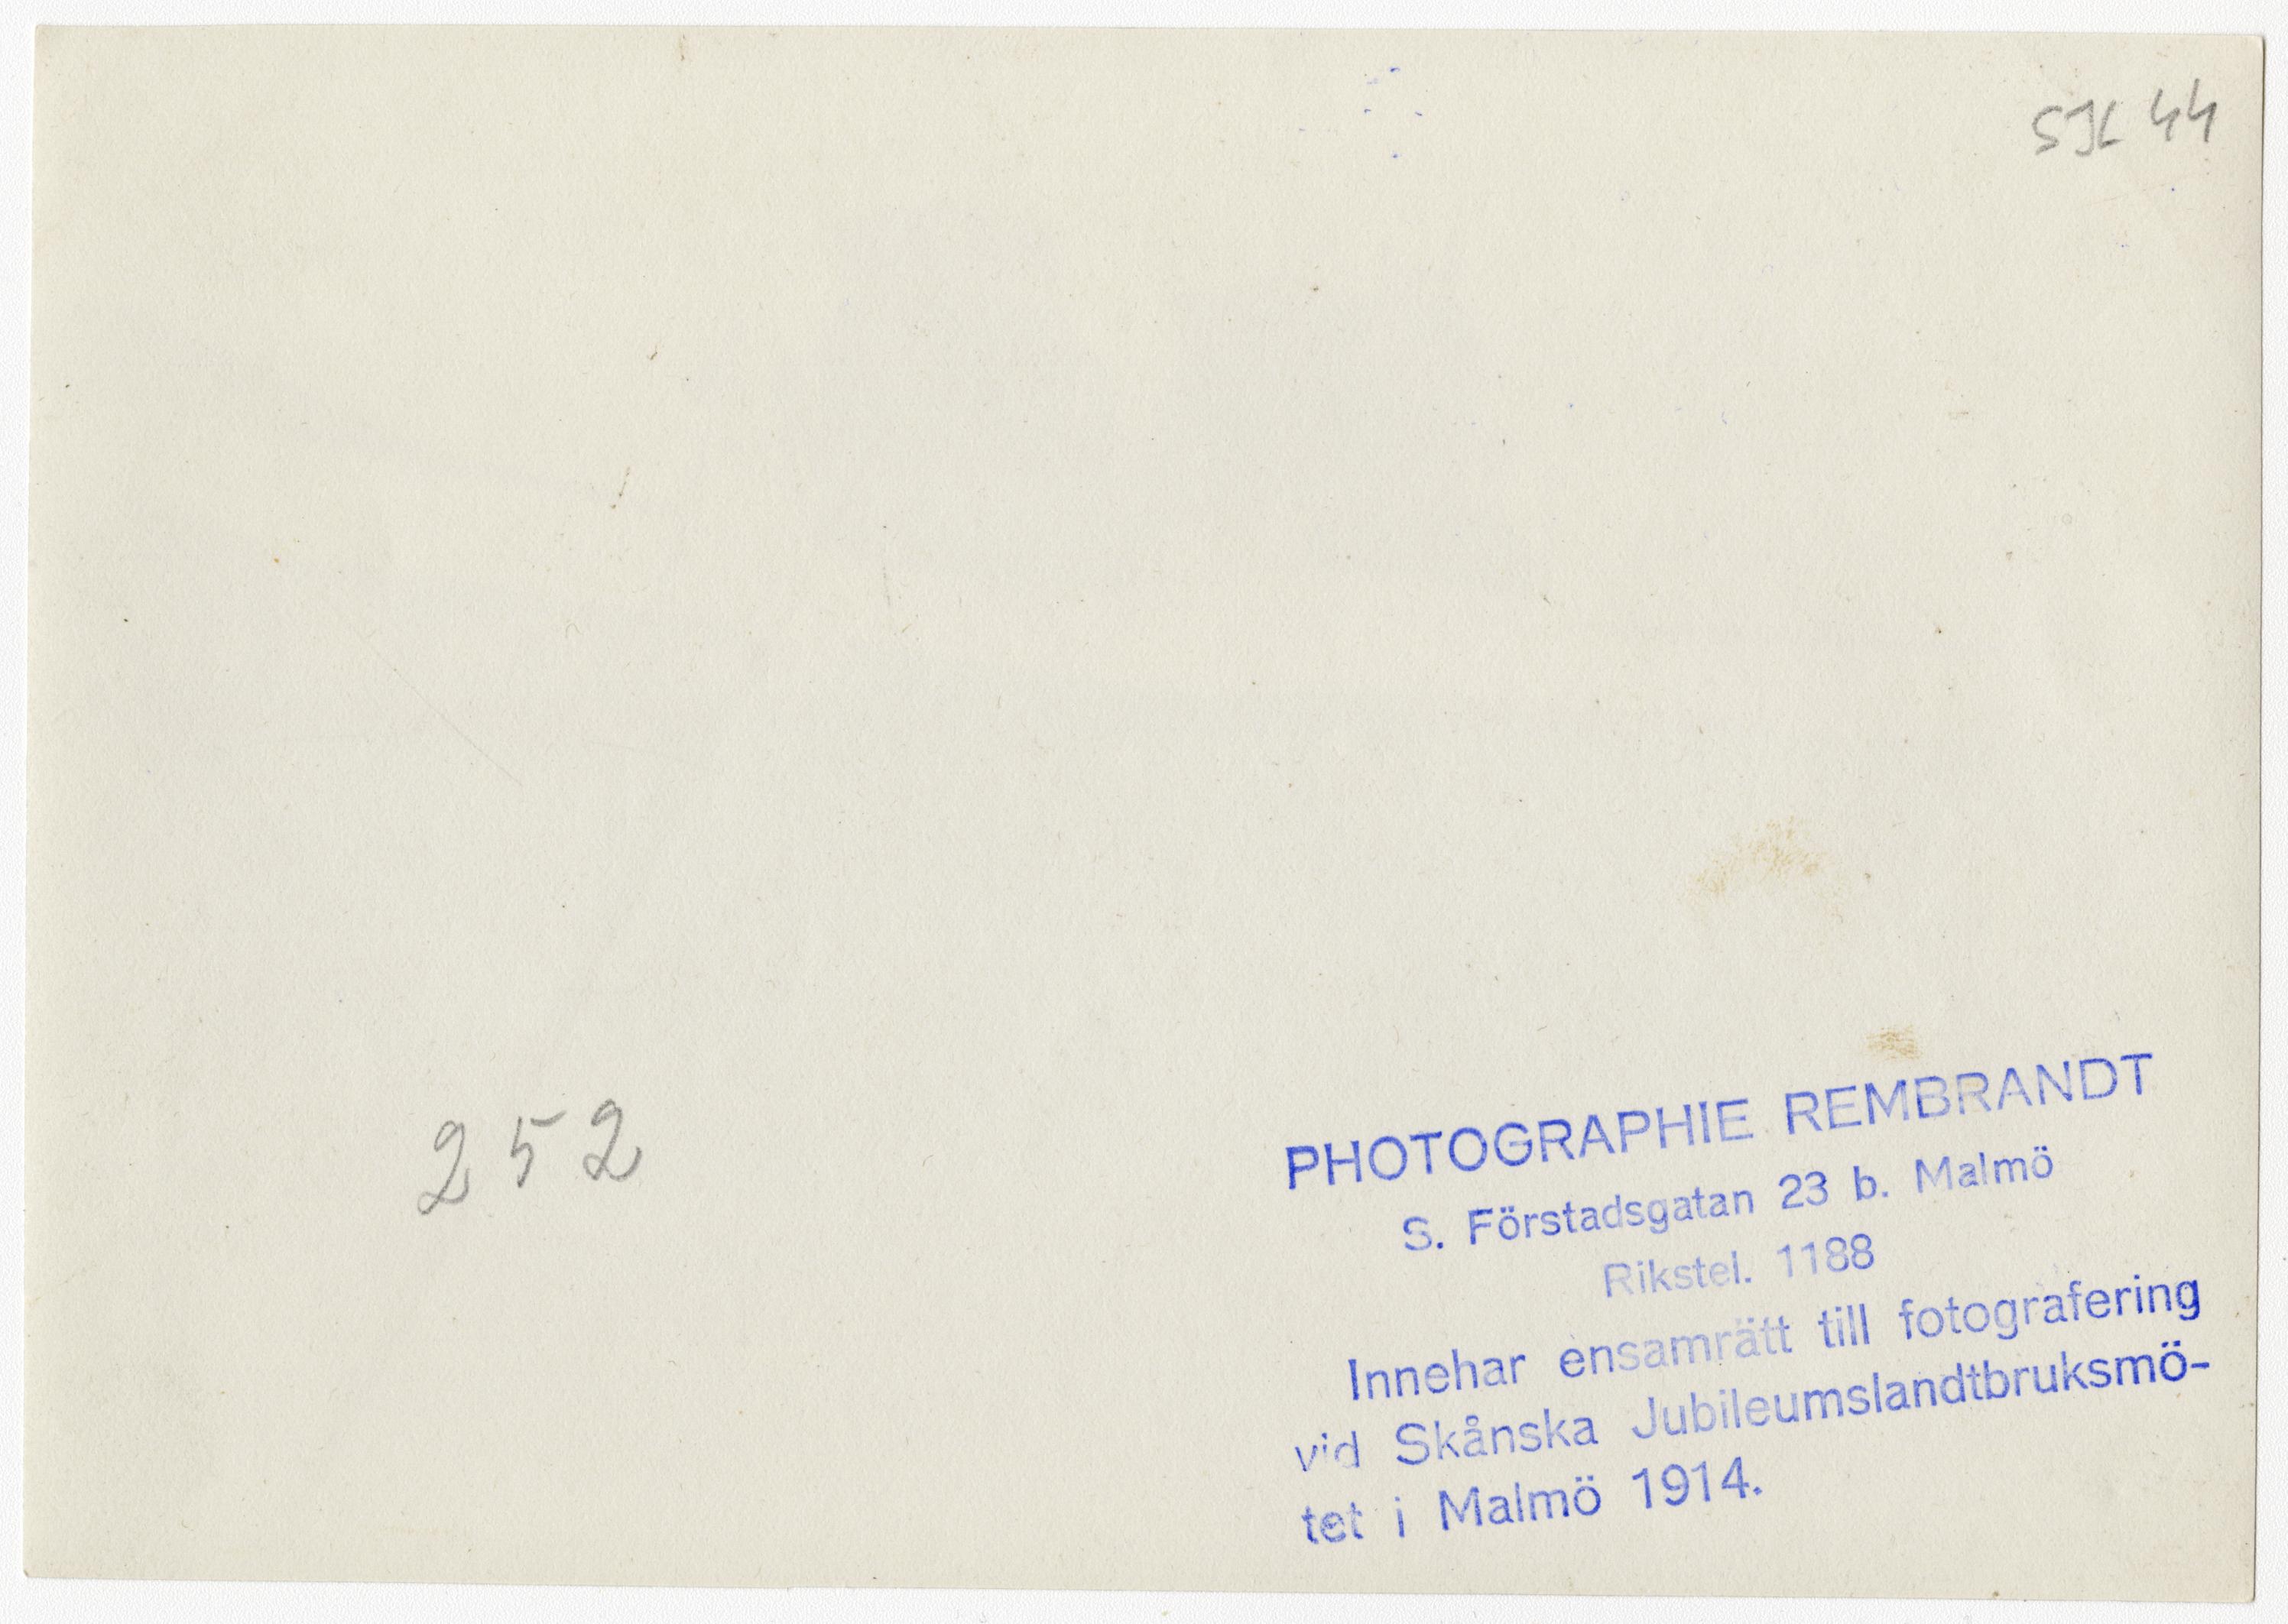 SJL 44
252
PHOTOGRAPHIE REMBRANDT
S. Förstadsgatan 23 b. Malmö
Rikstel. 1188
Innehar ensamrätt till fotografering
vid Skånska Jubileumslandtbruksmö-
tet i Malmö 1914.